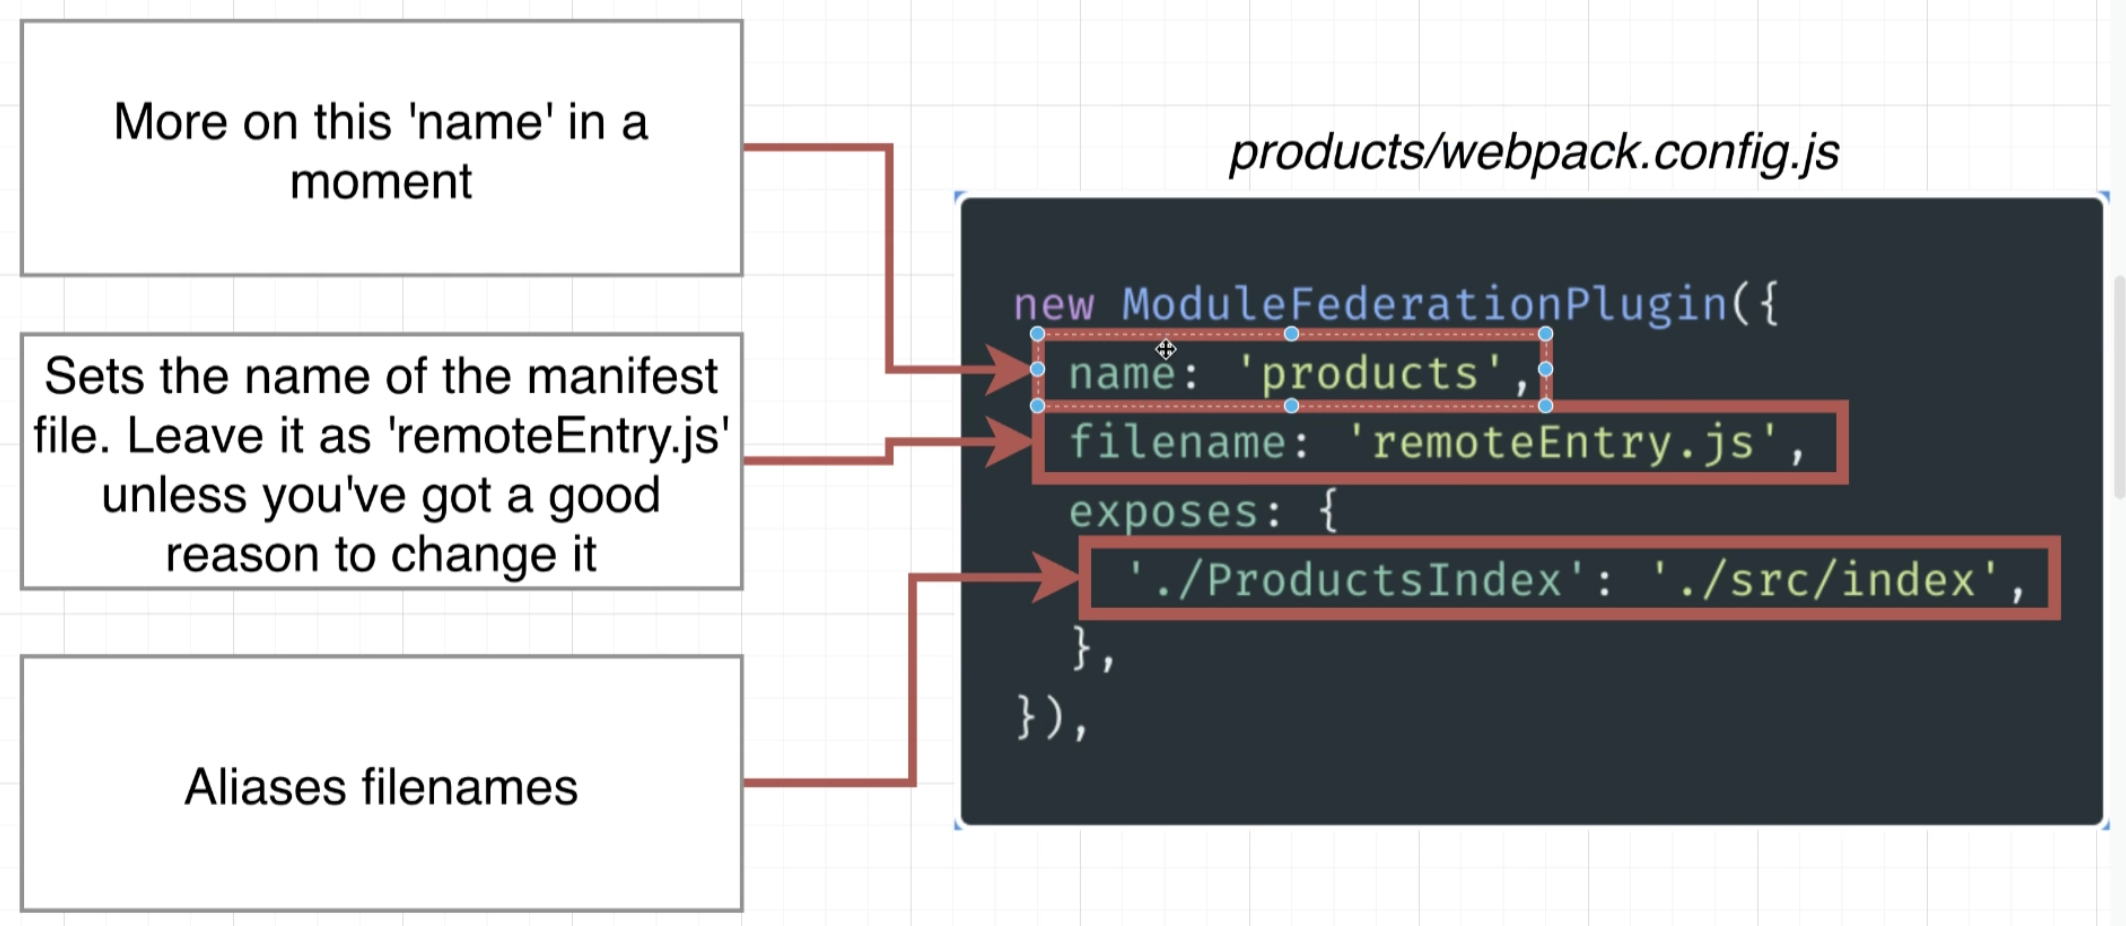 More on this 'name' in a
moment
Sets the name of the manifest
file. Leave it as 'remoteEntry.js'
unless you've got a good
reason to change it
Aliases filenames
products/webpack.config.js
new ModuleFederationPlugin({
name: 'products',
filename: 'remoteEntry.js',
exposes: {
'./ProductsIndex': './src/index',
},
}),